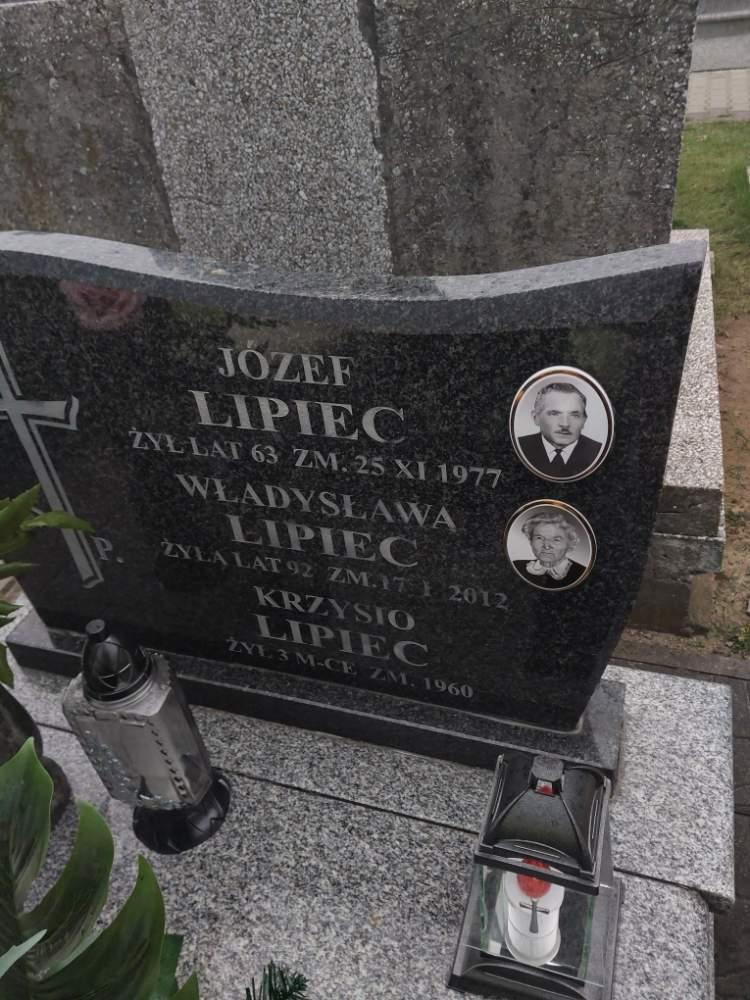 JÓZEF
LIPIEC
ŻYŁ LAT 63 ZM. 25 XI 1977
WŁADYSŁAWA
LIPIEC
ŻYŁA LAT 92 ZM. 17 I 2012
P.
KRZYSIO
LIPIEC
ŻYŁ 3 M-CE ZM. 1960